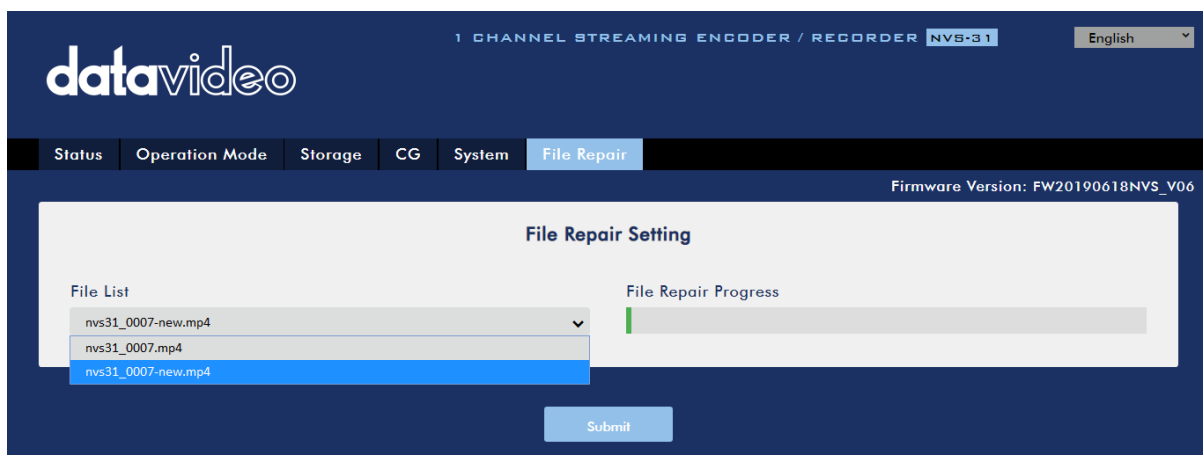 1 CHANNEL STREAMING ENCODER / RECORDER NVS-31
English
datavideo
Status Operation Mode Storage CG System File Repair
Firmware Version: FW20190618NVS_V06
File Repair Setting
File List
File Repair Progress
nvs31_0007-new.mp4
nvs31_0007.mp4
nvs31_0007-new.mp4
Submit